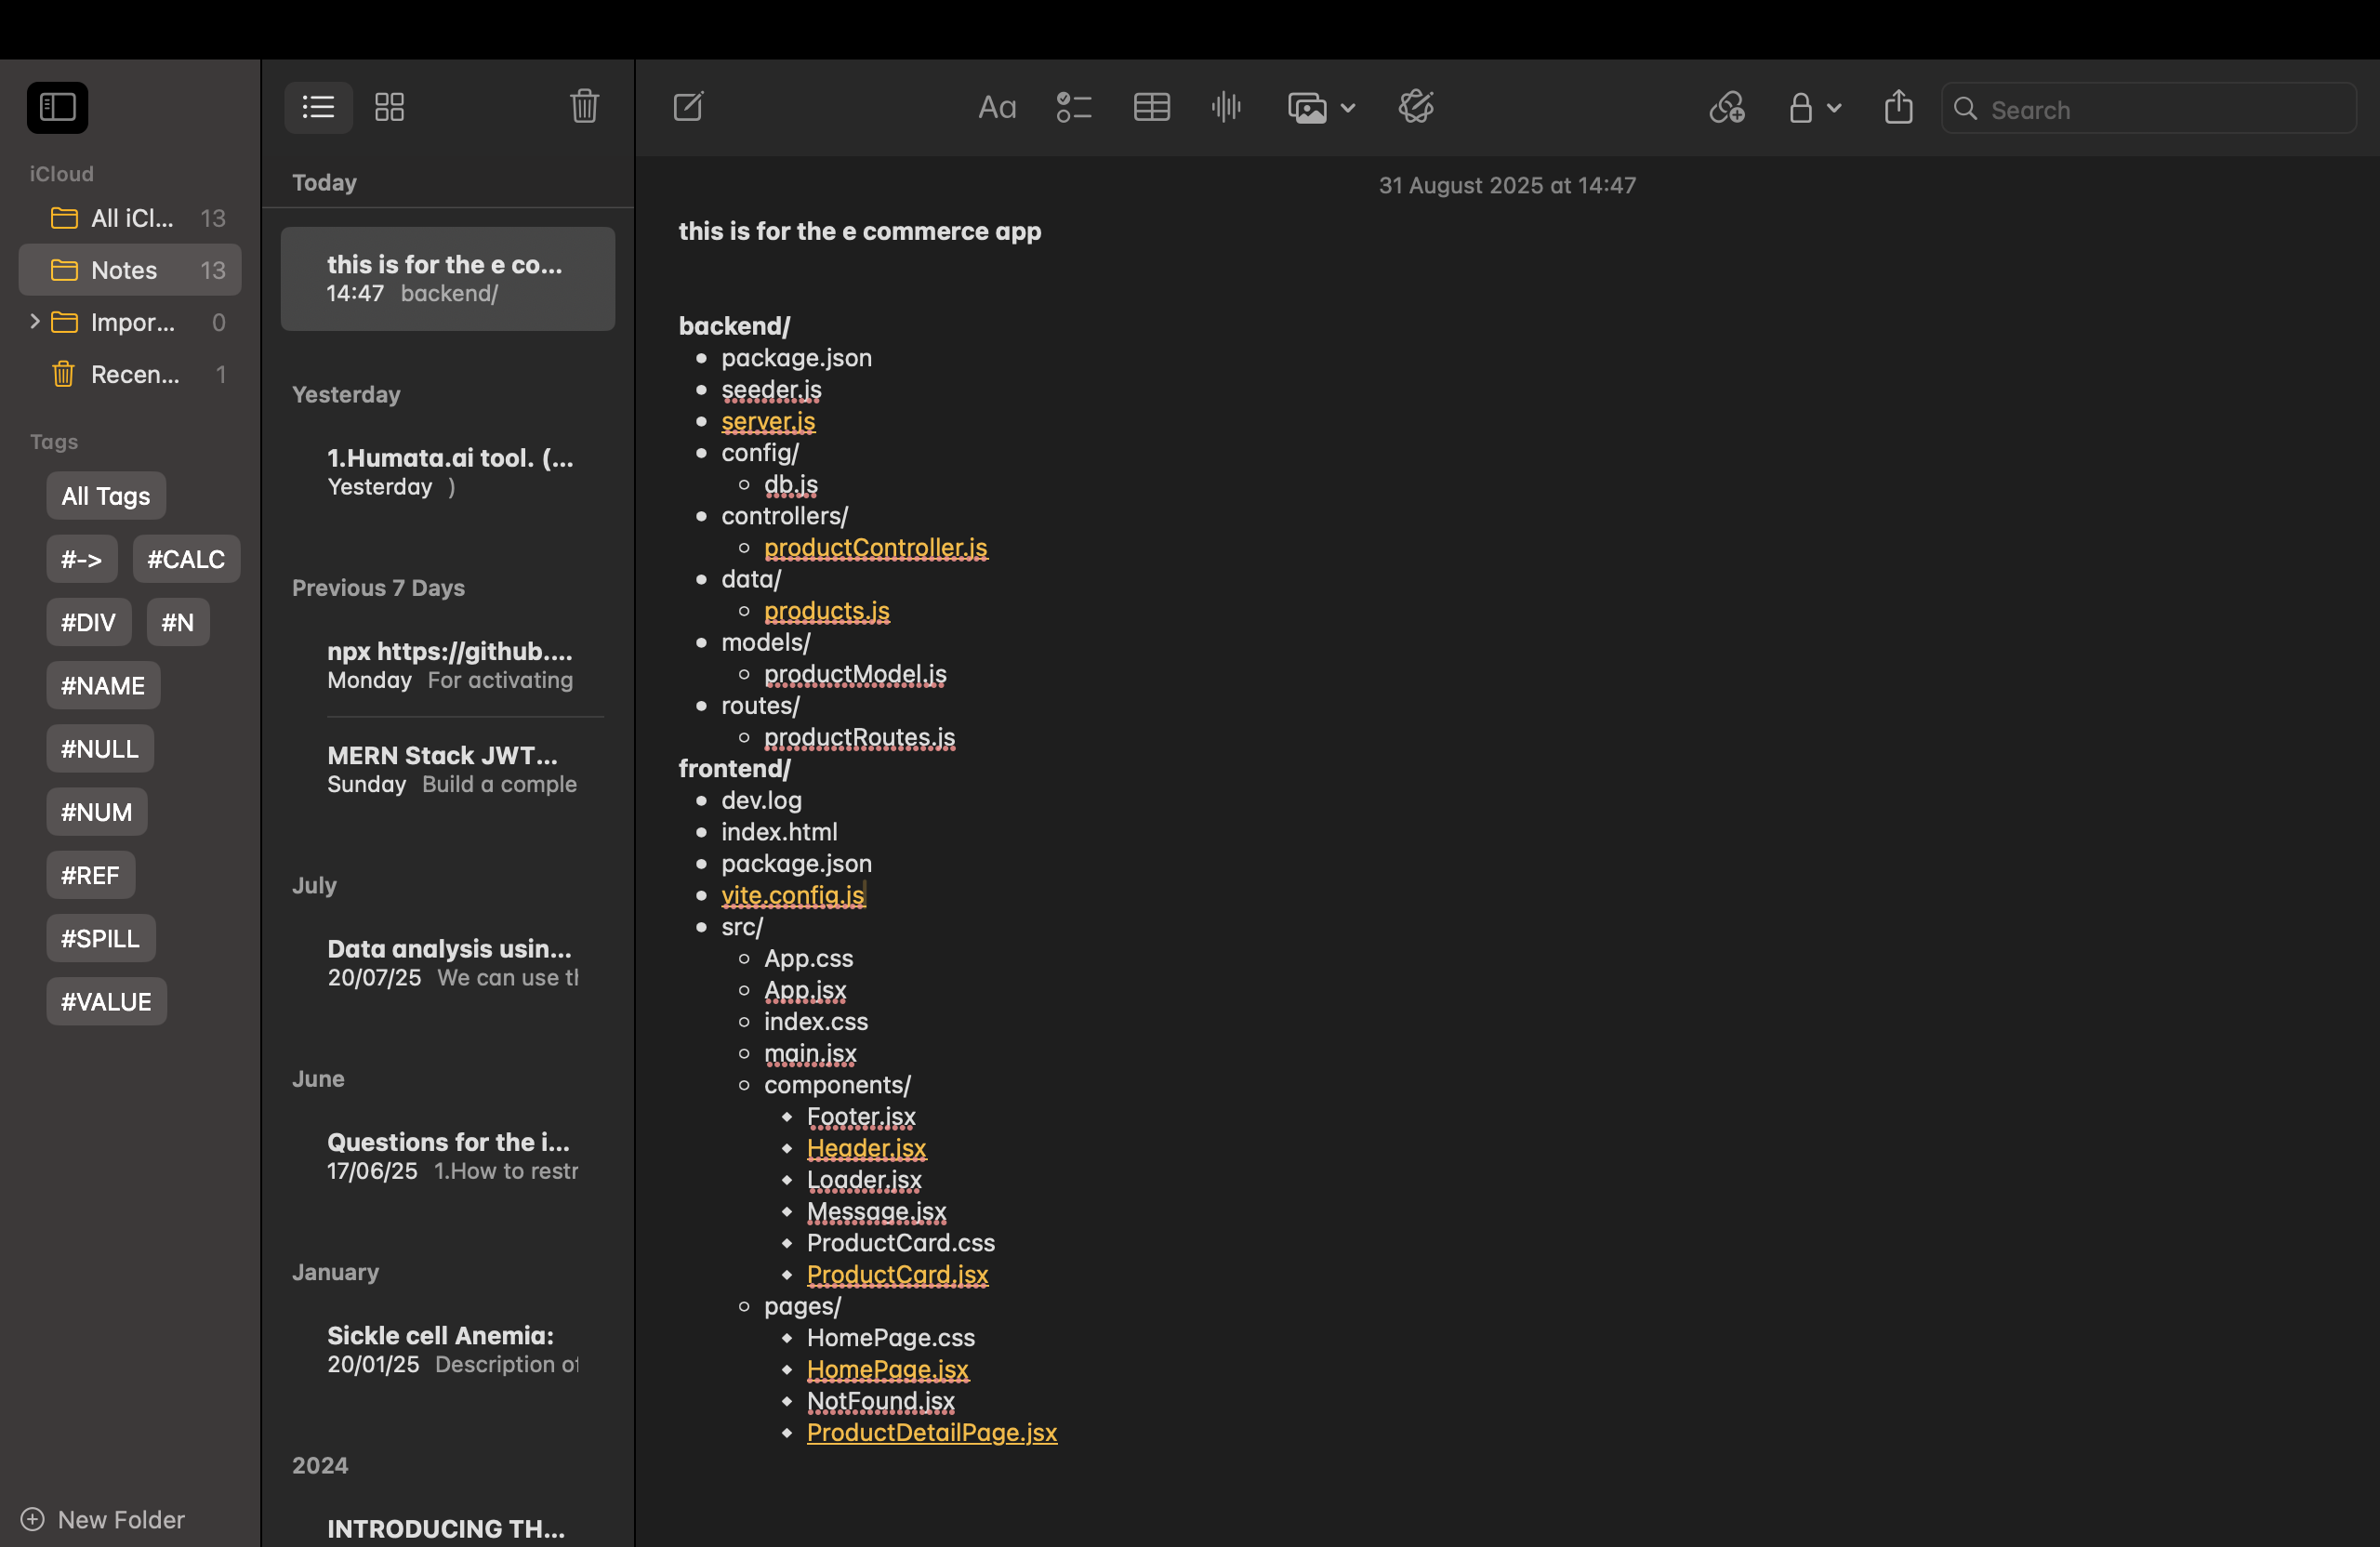 iCloud
All iCl... 13
Notes 13
Impor... 0
Recen... 1
Tags
All Tags
#-> #CALC
#DIV #N
#NAME
#NULL
#NUM
#REF
#SPILL
#VALUE
New Folder
Today
this is for the e co...
14:47 backend/
Yesterday
1.Humata.ai tool. (...
Yesterday )
Previous 7 Days
npx https://github....
Monday For activating
MERN Stack JWT...
Sunday Build a comple
July
Data analysis usin...
20/07/25 We can use th
June
Questions for the i...
17/06/25 1.How to restr
January
Sickle cell Anemia:
20/01/25 Description of
2024
INTRODUCING TH...
Aa
Search
31 August 2025 at 14:47
this is for the e commerce app
backend/
package.json
seeder.js
server.js
config/
db.js
controllers/
productController.js
data/
products.js
models/
productModel.js
routes/
productRoutes.js
frontend/
dev.log
index.html
package.json
vite.config.js
src/
App.css
App.jsx
index.css
main.jsx
components/
Footer.jsx
Header.jsx
Loader.jsx
Message.jsx
ProductCard.css
ProductCard.jsx
pages/
HomePage.css
HomePage.jsx
NotFound.jsx
ProductDetailPage.jsx